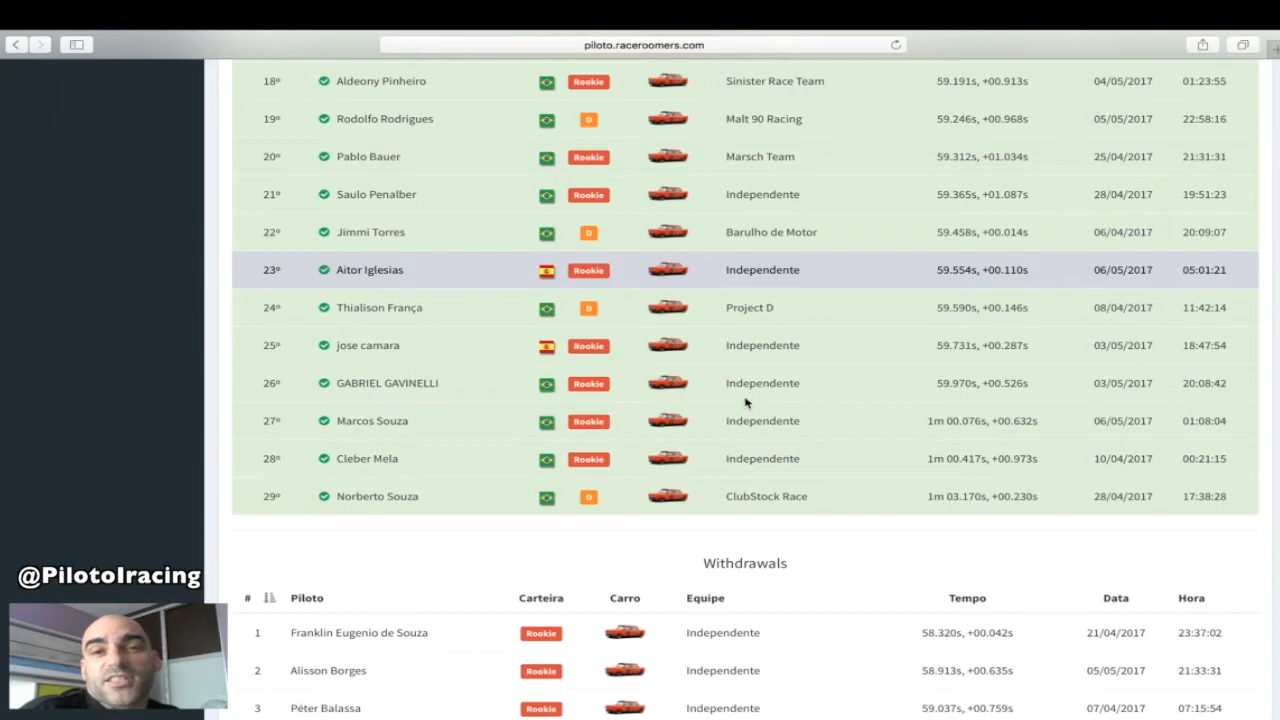 piloto.raceroomers.com
18º Aldeony Pinheiro Rookie Sinister Race Team 59.191s, +00.913s 04/05/2017 01:23:55
19º Rodolfo Rodrigues D Malt 90 Racing 59.246s, +00.968s 05/05/2017 22:58:16
20º Pablo Bauer Rookie Marsch Team 59.312s, +01.034s 25/04/2017 21:31:31
21º Saulo Penalber Rookie Independente 59.365s, +01.087s 28/04/2017 19:51:23
22º Jimmi Torres D Barulho de Motor 59.458s, +00.014s 06/04/2017 20:09:07
23º Aitor Iglesias Rookie Independente 59.554s, +00.110s 06/05/2017 05:01:21
24º Thialison França D Project D 59.590s, +00.146s 08/04/2017 11:42:14
25º jose camara Rookie Independente 59.731s, +00.287s 03/05/2017 18:47:54
26º GABRIEL GAVINELLI Rookie Independente 59.970s, +00.526s 03/05/2017 20:08:42
27º Marcos Souza Rookie Independente 1m 00.076s, +00.632s 06/05/2017 01:08:04
28º Cleber Mela Rookie Independente 1m 00.417s, +00.973s 10/04/2017 00:21:15
29º Norberto Souza D ClubStock Race 1m 03.170s, +00.230s 28/04/2017 17:38:28
Withdrawals
# Piloto Carteira Carro Equipe Tempo Data Hora
1 Franklin Eugenio de Souza Rookie Independente 58.320s, +00.042s 21/04/2017 23:37:02
2 Alisson Borges Rookie Independente 58.913s, +00.635s 05/05/2017 21:33:31
3 Péter Balassa Rookie Independente 59.037s, +00.759s 07/04/2017 07:15:54
@PilotoIracing